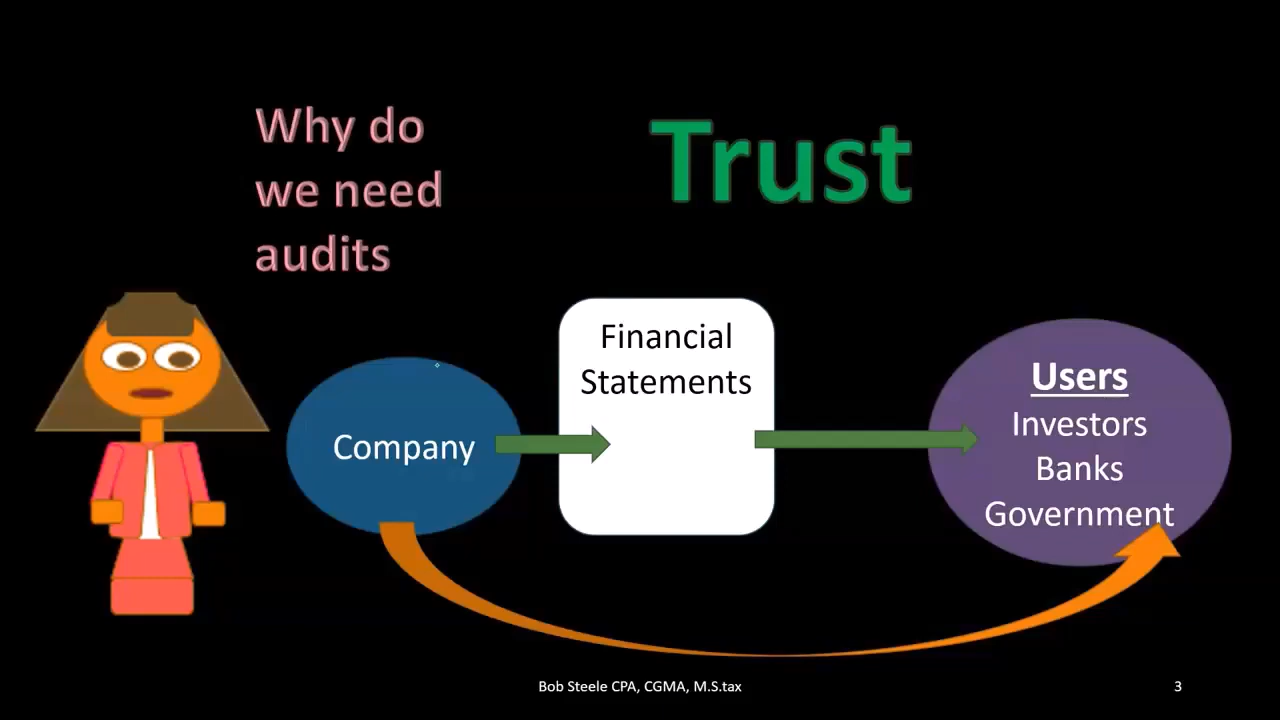 Why do
we need
audits
Trust
Financial
Statements
Company
Users
Investors
Banks
Government
Bob Steele CPA, CGMA, M.S.tax
3